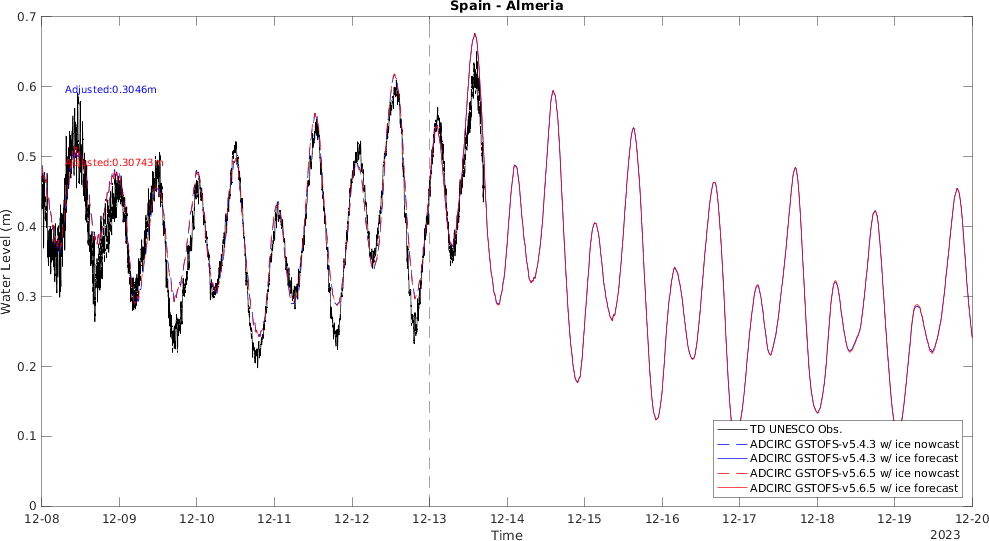 Spain - Almeria
0.7
0.6
0.5
0.4
0.3
0.2
0.1
0
Water Level (m)
Adjusted:0.3046m
Adjusted:0.30743m
TD UNESCO Obs.
ADCIRC GSTOFS-v5.4.3 w/ ice nowcast
ADCIRC GSTOFS-v5.4.3 w/ ice forecast
ADCIRC GSTOFS-v5.6.5 w/ ice nowcast
ADCIRC GSTOFS-v5.6.5 w/ ice forecast
12-08 12-09 12-10 12-11 12-12 12-13 12-14 12-15 12-16 12-17 12-18 12-19 12-20
Time
2023